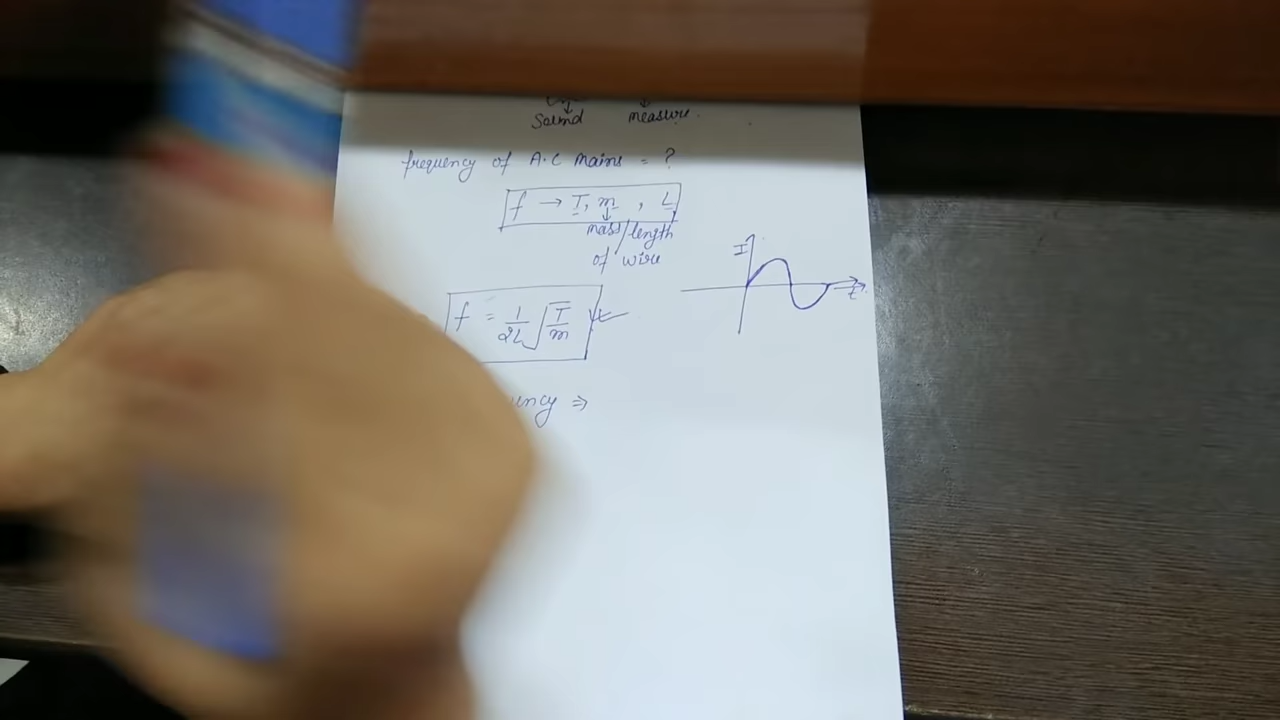 Sound measure.
frequency of A.C Mains = ?
f → T, m , L
mass/length
of wire
I
t
f = 1/2L √T/m
⇒